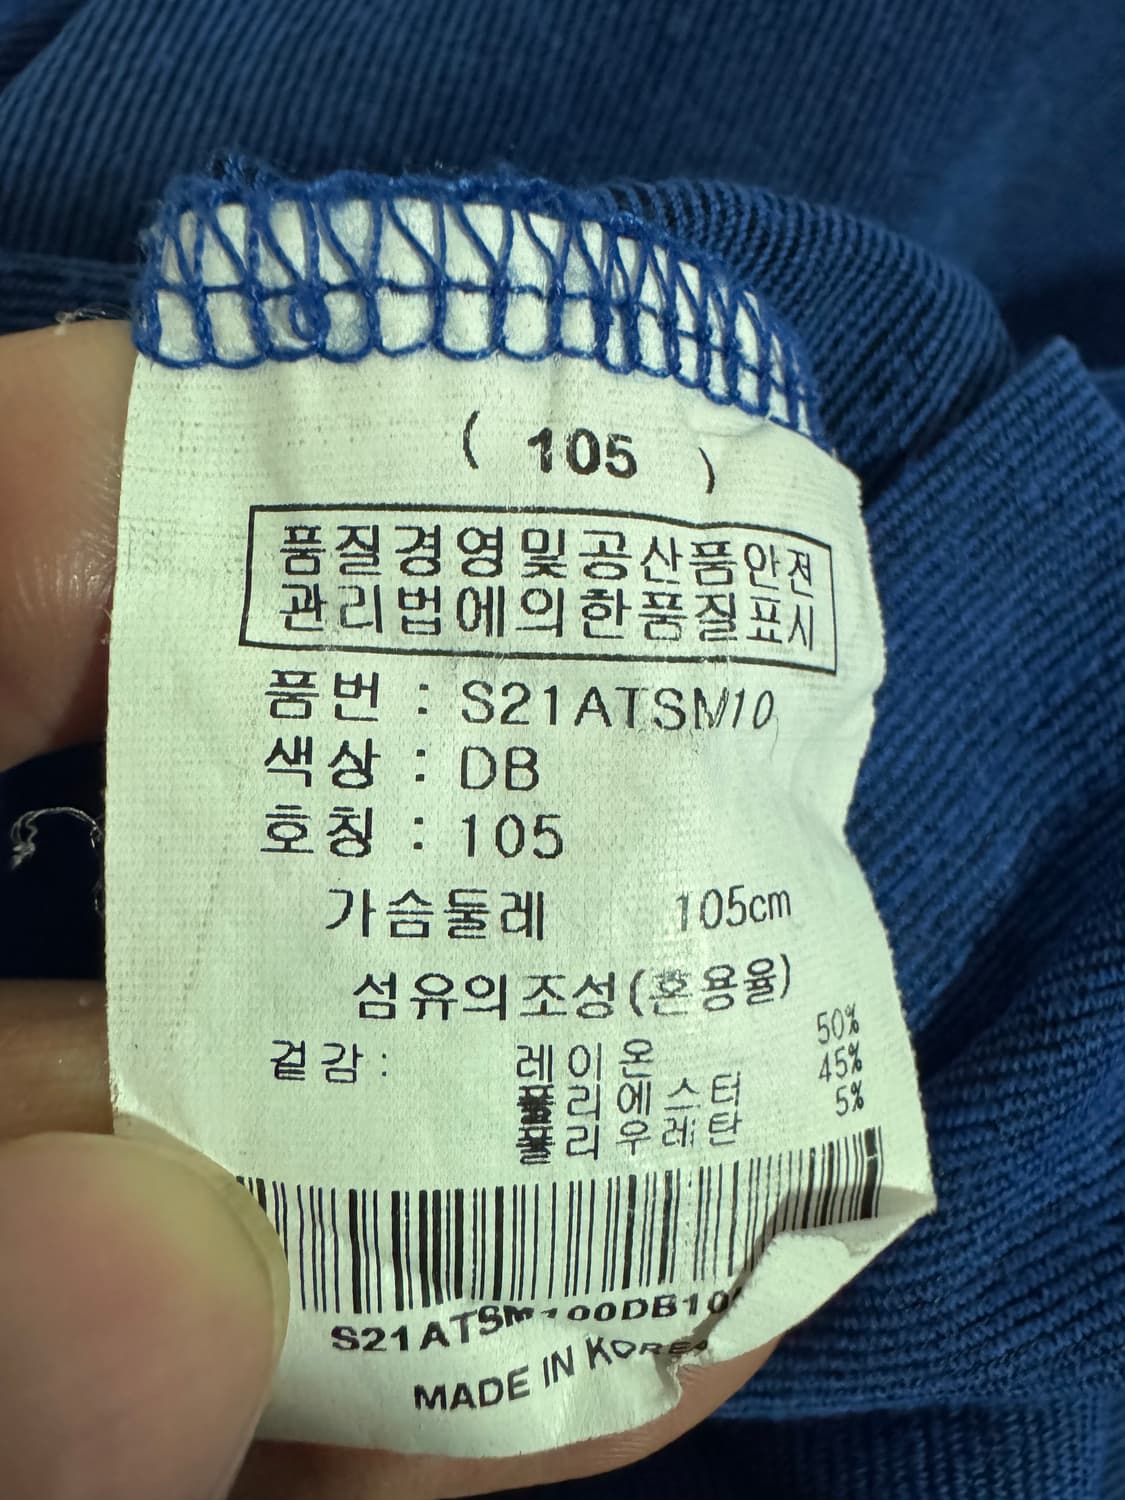 ( 105 )
품질경영및공산품안전
관리법에의한품질표시
품번 : S21ATSM10
색상 : DB
호칭 : 105
가슴둘레 105cm
섬유의조성(혼용율)
겉감: 레이온 50%
폴리에스터 45%
폴리우레탄 5%
S21ATSM100DB10
MADE IN KOREA